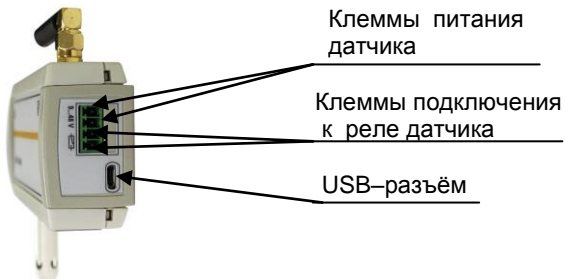 Клеммы питания
датчика
Клеммы подключения
к реле датчика
USB–разъём